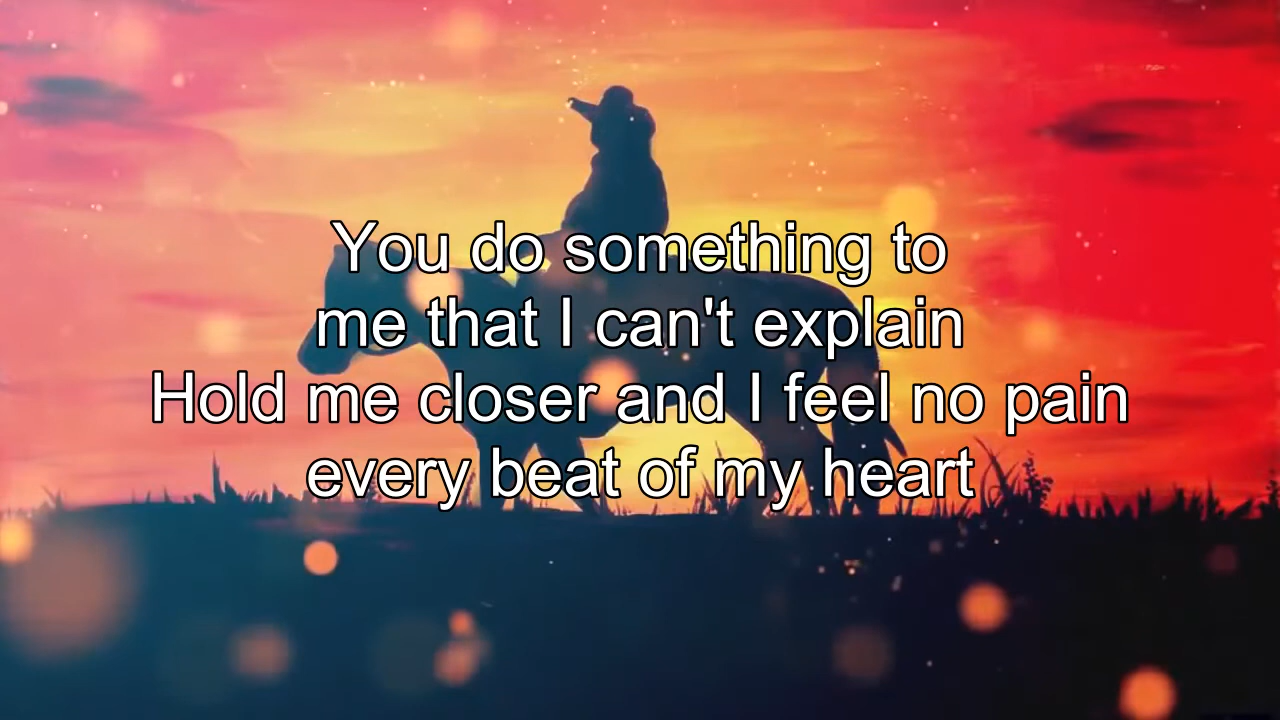 You do something to
me that I can't explain
Hold me closer and I feel no pain
every beat of my heart